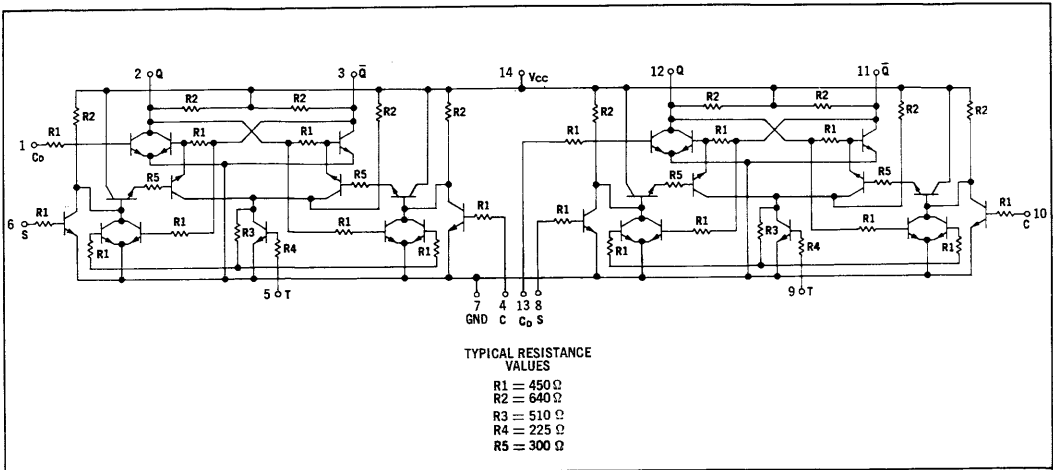 2 Q
3 Q̄
14 VCC
12 Q
11 Q̄
R2 R2
R2 R2
R2
R2
R2
R2
R2
R2
R1
1 CD
R1
R1
R1
R1
R1
R5
R5
R5
R5
R1
6 S
R1
R1
R1
R1
10 C
R1
R1
R3
R1
R1
R1
R1
R3
R1
R1
R4
R4
5 T
7 GND
4 C
13 CD
8 S
9 T
TYPICAL RESISTANCE
VALUES
R1 = 450 Ω
R2 = 640 Ω
R3 = 510 Ω
R4 = 225 Ω
R5 = 300 Ω